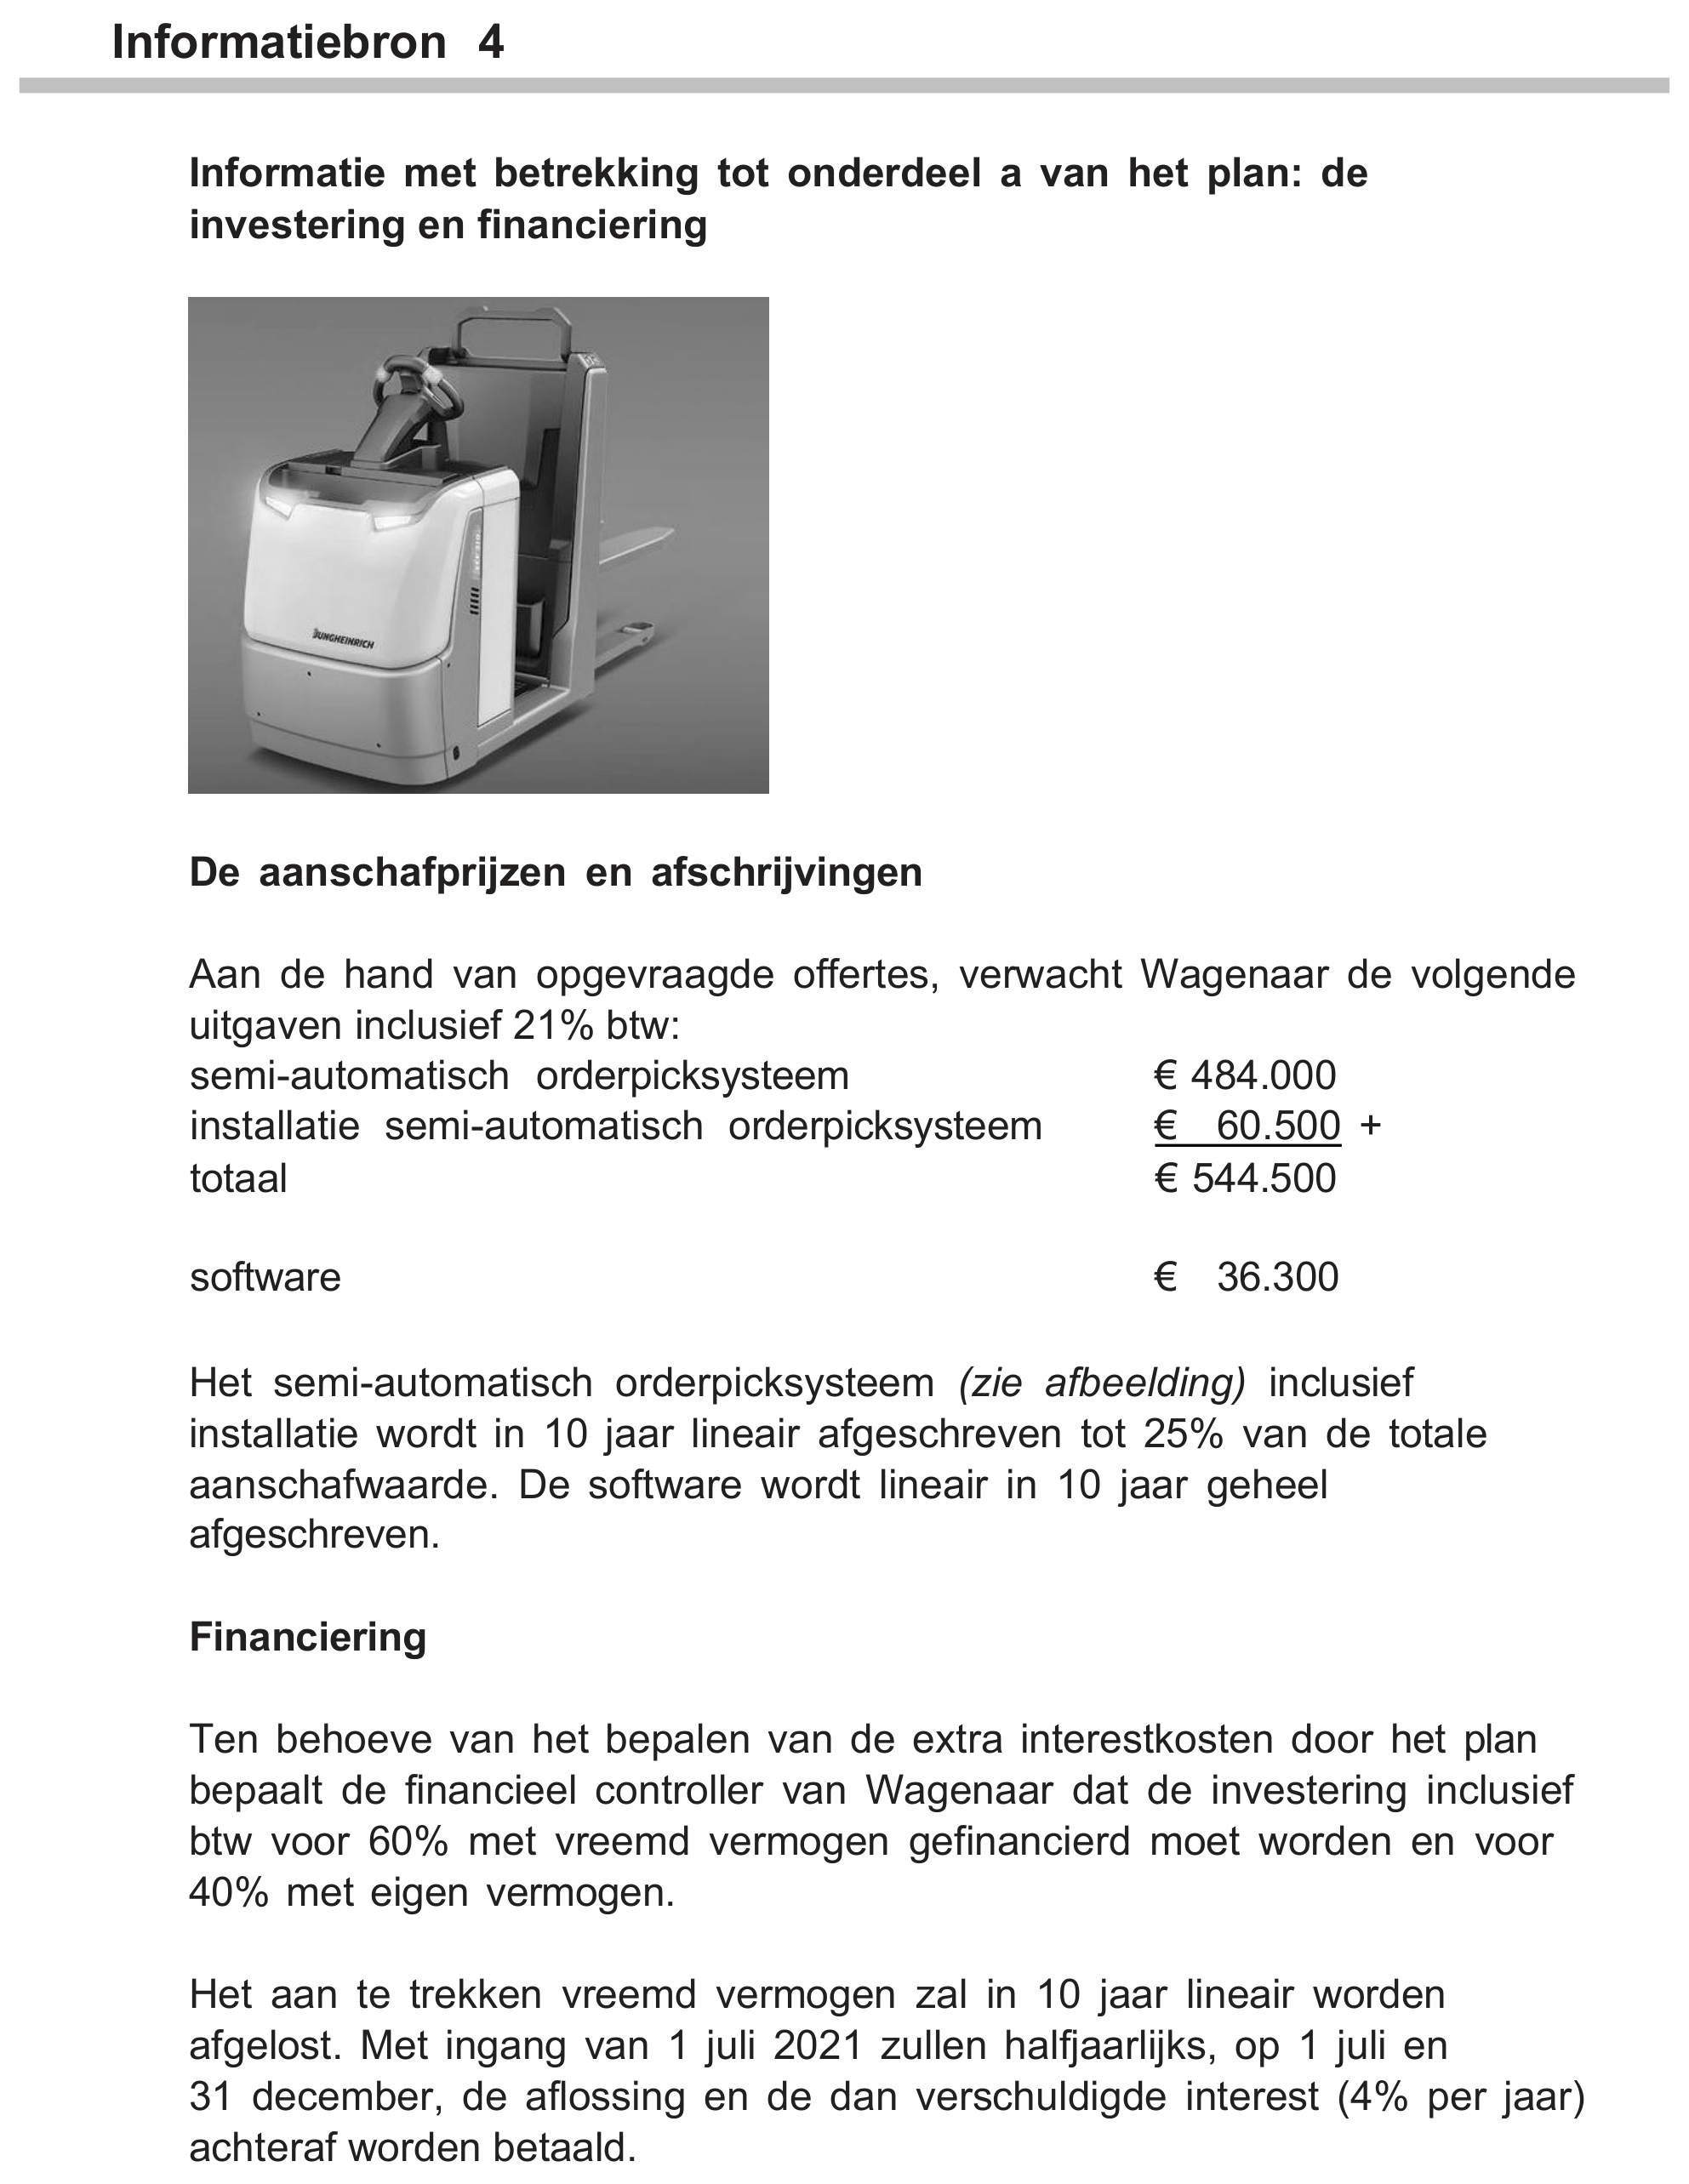 Informatiebron 4
Informatie met betrekking tot onderdeel a van het plan: de
investering en financiering
JUNGHEINRICH
De aanschafprijzen en afschrijvingen
Aan de hand van opgevraagde offertes, verwacht Wagenaar de volgende
uitgaven inclusief 21% btw:
semi-automatisch orderpicksysteem € 484.000
installatie semi-automatisch orderpicksysteem € 60.500 +
totaal € 544.500
software € 36.300
Het semi-automatisch orderpicksysteem (zie afbeelding) inclusief
installatie wordt in 10 jaar lineair afgeschreven tot 25% van de totale
aanschafwaarde. De software wordt lineair in 10 jaar geheel
afgeschreven.
Financiering
Ten behoeve van het bepalen van de extra interestkosten door het plan
bepaalt de financieel controller van Wagenaar dat de investering inclusief
btw voor 60% met vreemd vermogen gefinancierd moet worden en voor
40% met eigen vermogen.
Het aan te trekken vreemd vermogen zal in 10 jaar lineair worden
afgelost. Met ingang van 1 juli 2021 zullen halfjaarlijks, op 1 juli en
31 december, de aflossing en de dan verschuldigde interest (4% per jaar)
achteraf worden betaald.